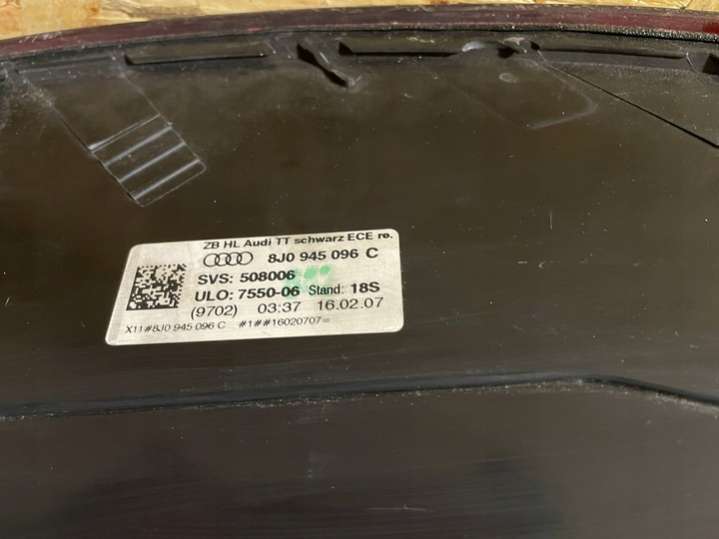 ZB HL Audi TT schwarz ECE re.
8J0 945 096 C
SVS: 508006
ULO: 7550-06 Stand: 18S
(9702) 03:37 16.02.07
X11#8J0 945 096 C #1##16020707=